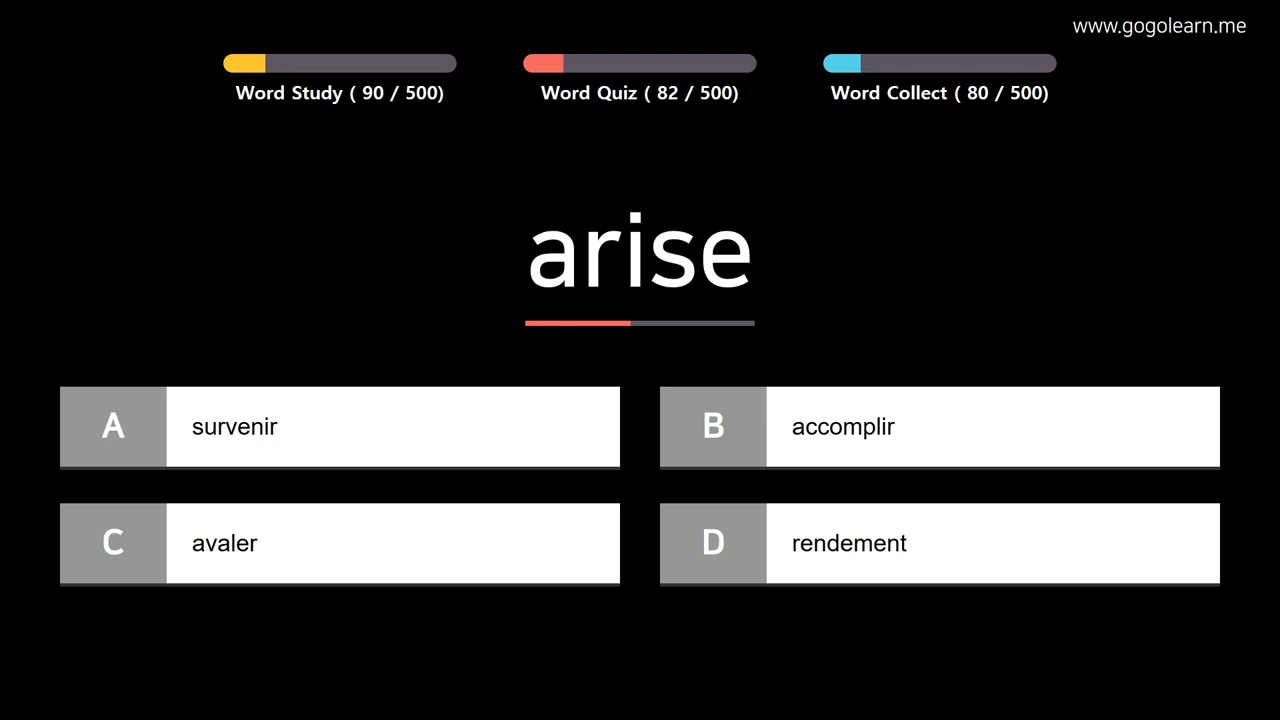 www.gogolearn.me
Word Study ( 90 / 500)
Word Quiz ( 82 / 500)
Word Collect ( 80 / 500)
arise
A survenir
B accomplir
C avaler
D rendement